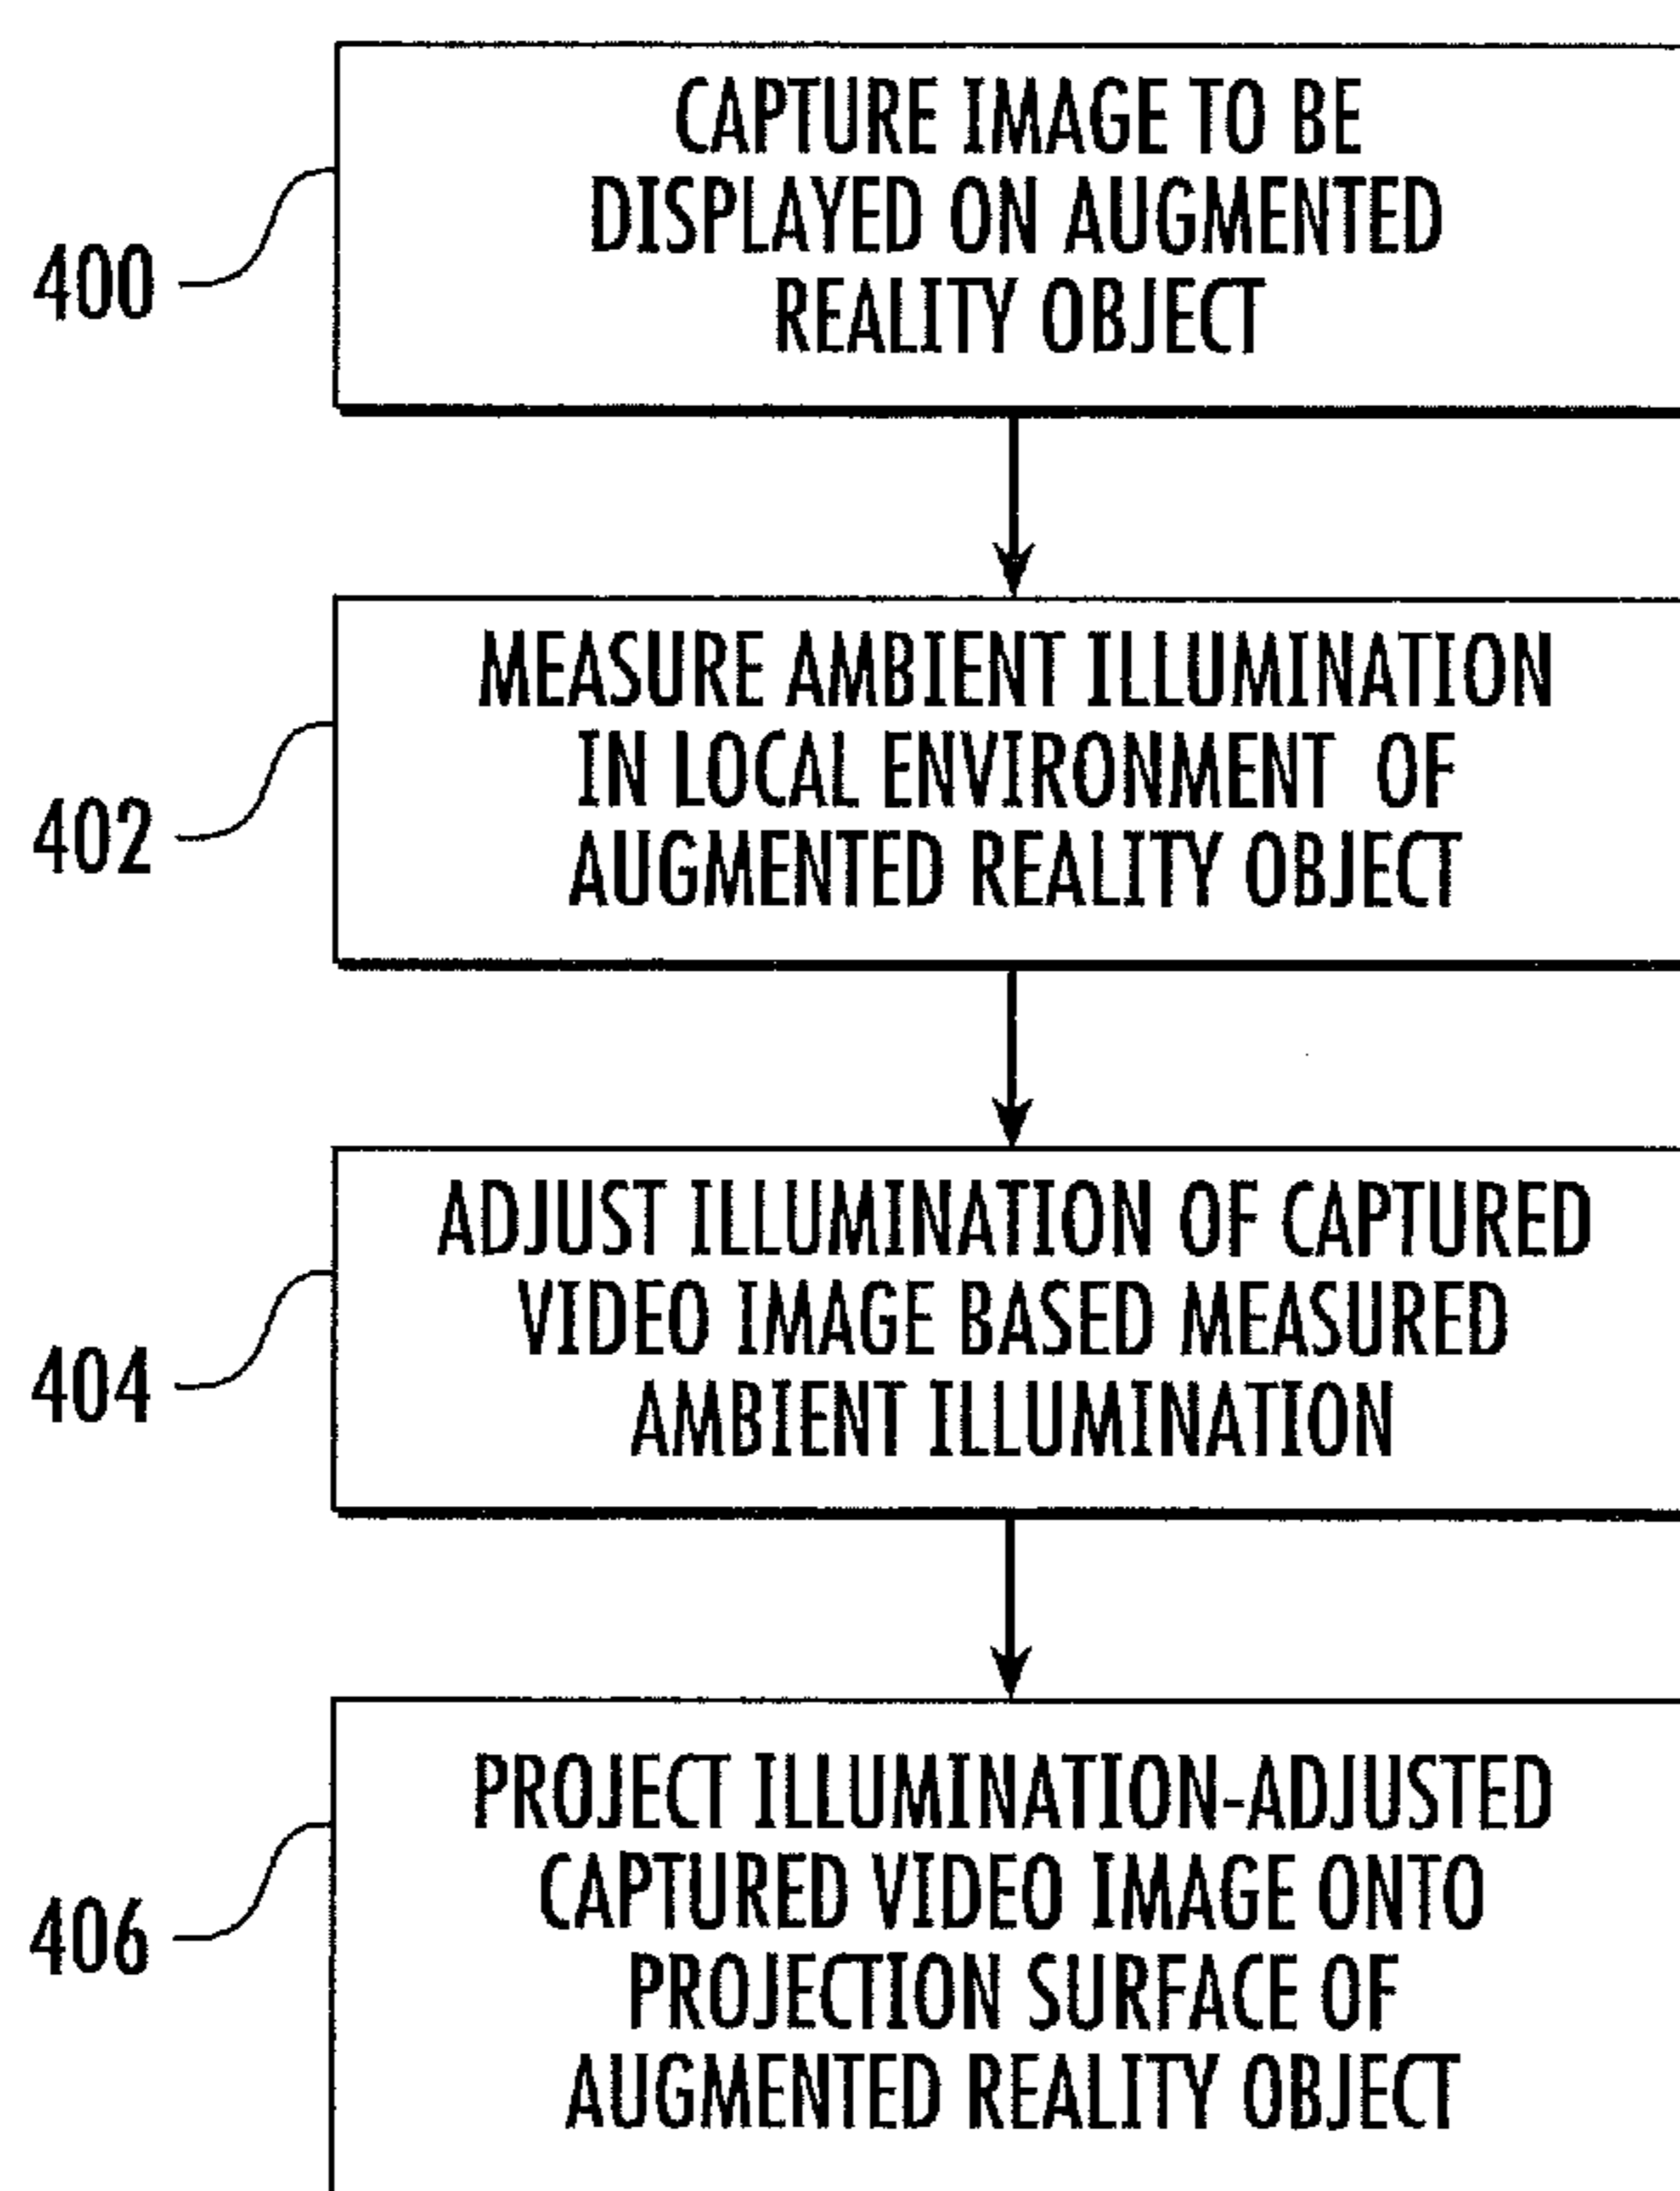 CAPTURE IMAGE TO BE
DISPLAYED ON AUGMENTED
REALITY OBJECT
400
MEASURE AMBIENT ILLUMINATION
IN LOCAL ENVIRONMENT OF
AUGMENTED REALITY OBJECT
402
ADJUST ILLUMINATION OF CAPTURED
VIDEO IMAGE BASED MEASURED
AMBIENT ILLUMINATION
404
PROJECT ILLUMINATION-ADJUSTED
CAPTURED VIDEO IMAGE ONTO
PROJECTION SURFACE OF
AUGMENTED REALITY OBJECT
406